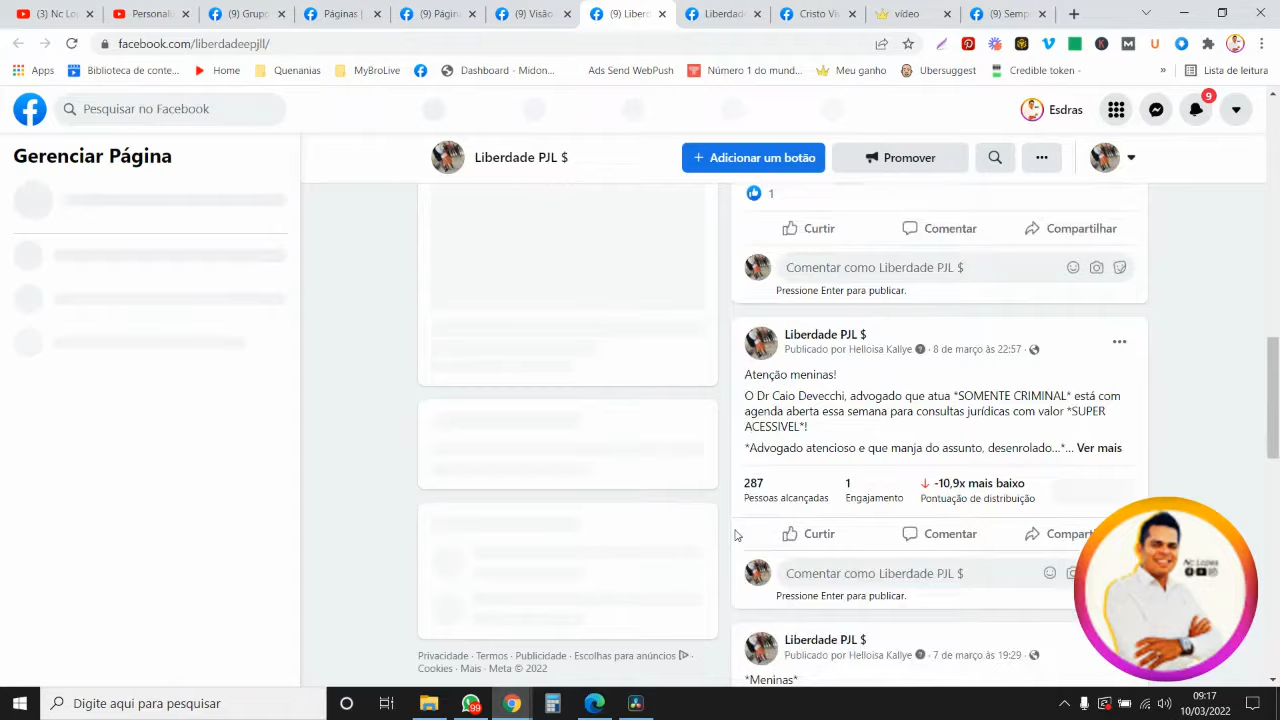 (3) Yo
Personali
(9) Grupo
Páginas |
(9) Págin
(9) Visão
(9) Liberc
Liberdade
Cristo Viv
vídeo
(9) Semp
facebook.com/liberdadeepjll/
Apps
Biblioteca de conte...
Home
Quenanias
MyBroLive
Dashboard - Midon...
Ads Send WebPush
Número 1 do mund...
Meu ganho
Ubersuggest
Credible token -
»
Lista de leitura
Pesquisar no Facebook
Esdras
9
Gerenciar Página
Liberdade PJL $
+ Adicionar um botão
Promover
1
Curtir
Comentar
Compartilhar
Comentar como Liberdade PJL $
Pressione Enter para publicar.
Liberdade PJL $
Publicado por Helloisa Kallye · 8 de março às 22:57 ·
Atenção meninas!
O Dr Caio Devecchi, advogado que atua *SOMENTE CRIMINAL* está com
agenda aberta essa semana para consultas jurídicas com valor *SUPER
ACESSIVEL*!
*Advogado atencioso e que manja do assunto, desenrolado...*... Ver mais
287
Pessoas alcançadas
1
Engajamento
-10,9x mais baixo
Pontuação de distribuição
Curtir
Comentar
Compart
Comentar como Liberdade PJL $
Pressione Enter para publicar.
Nc Lopes
Liberdade PJL $
Publicado por Helloisa Kallye · 7 de março às 19:29 ·
*Meninas*
Privacidade · Termos · Publicidade · Escolhas para anúncios ·
Cookies · Mais · Meta © 2022
Digite aqui para pesquisar
99
09:17
10/03/2022